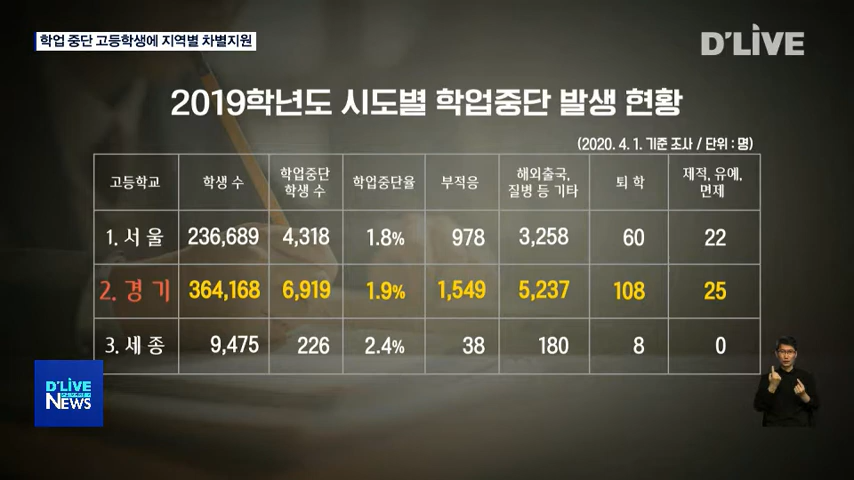 학업 중단 고등학생에 지역별 차별지원
D'LIVE
2019학년도 시도별 학업중단 발생 현황
(2020. 4. 1. 기준 조사 / 단위 : 명)
고등학교 학생 수 학업중단 학생 수 학업중단율 부적응 해외출국, 질병 등 기타 퇴 학 제적, 유예, 면제
1. 서 울 236,689 4,318 1.8% 978 3,258 60 22
2. 경 기 364,168 6,919 1.9% 1,549 5,237 108 25
3. 세 종 9,475 226 2.4% 38 180 8 0
D'LIVE
NEWS